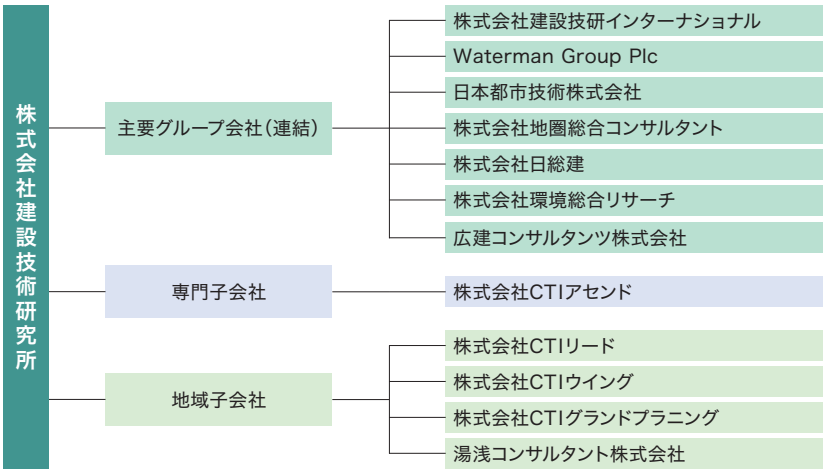 株式会社建設技術研究所
主要グループ会社（連結）
株式会社建設技研インターナショナル
Waterman Group Plc
日本都市技術株式会社
株式会社地圏総合コンサルタント
株式会社日総建
株式会社環境総合リサーチ
広建コンサルタンツ株式会社
専門子会社
株式会社CTIアセンド
地域子会社
株式会社CTIリード
株式会社CTIウイング
株式会社CTIグランドプラニング
湯浅コンサルタント株式会社